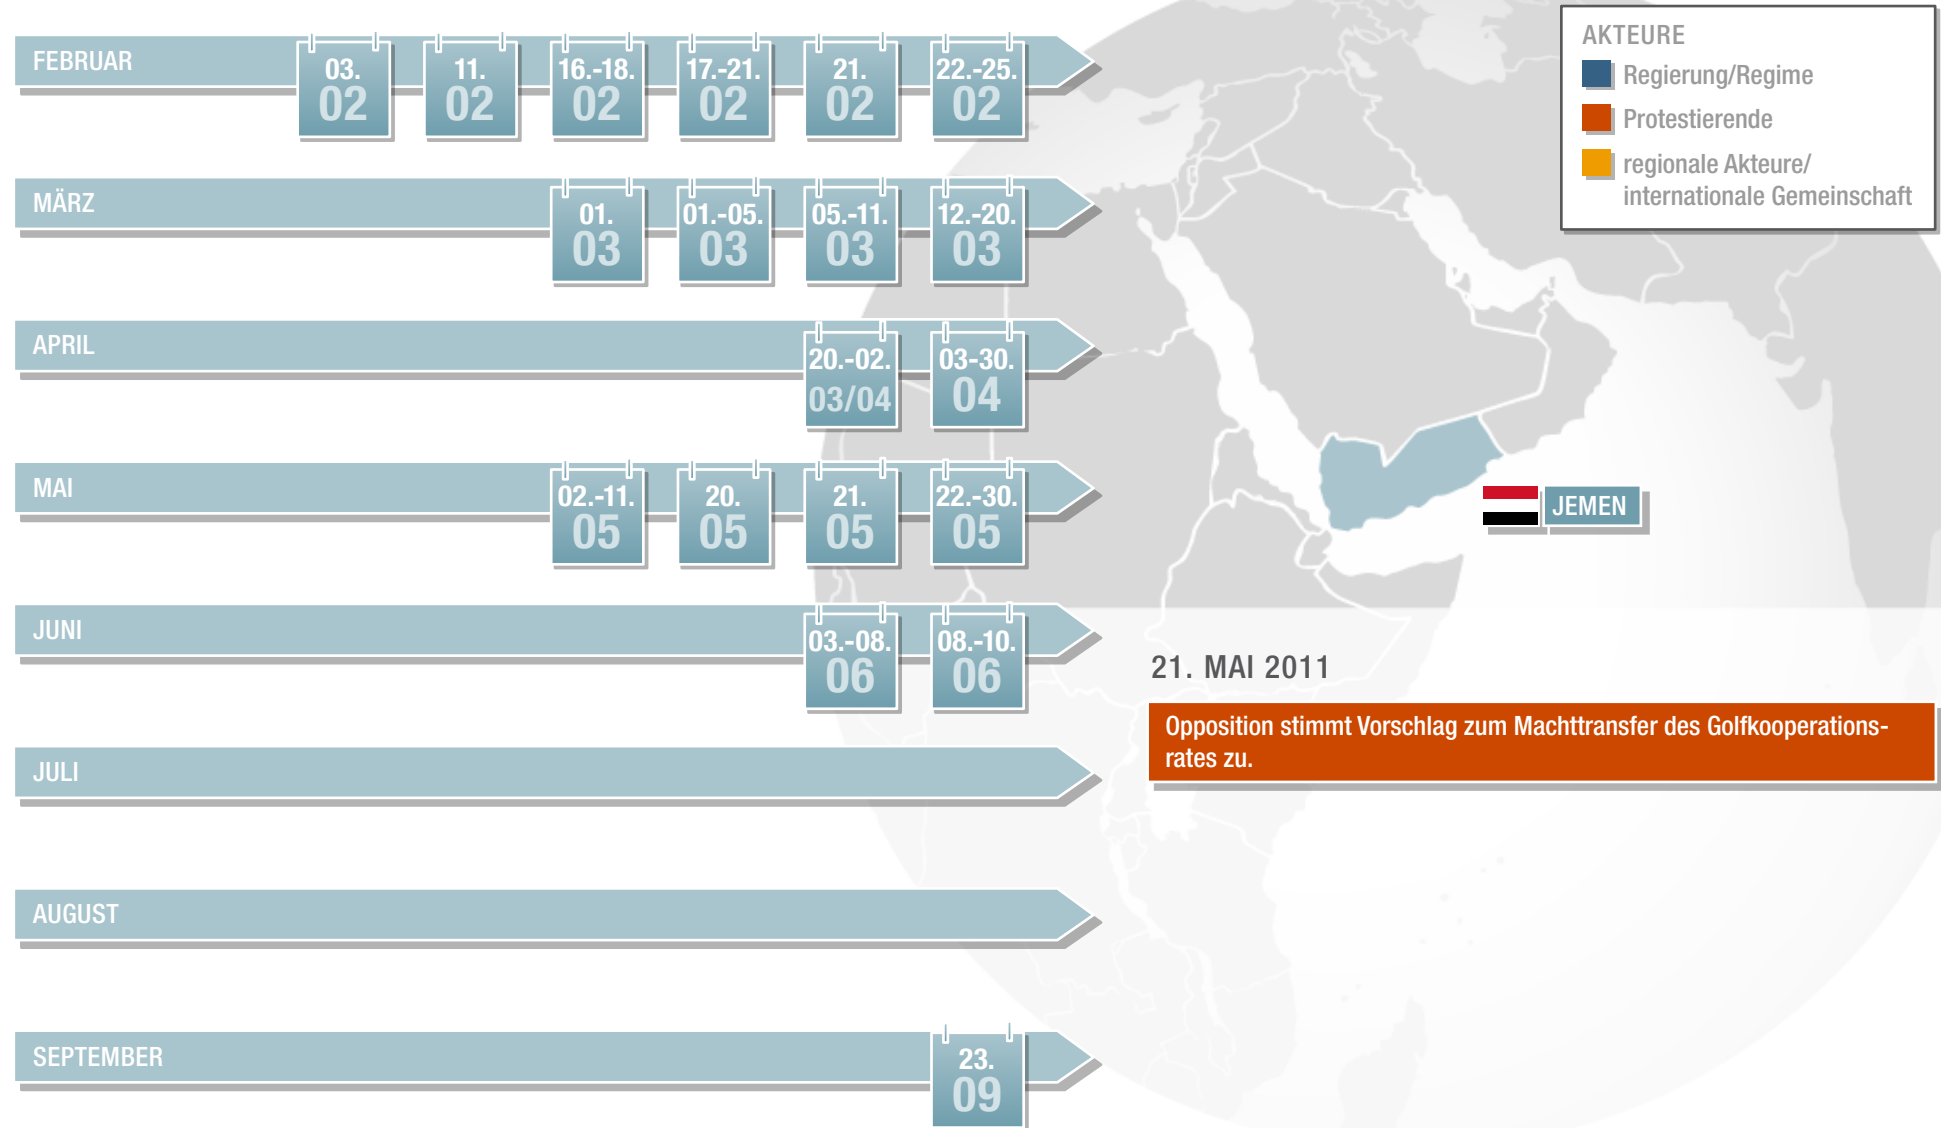 FEBRUAR
03.
02
11.
02
16.-18.
02
17.-21.
02
21.
02
22.-25.
02
MÄRZ
01.
03
01.-05.
03
05.-11.
03
12.-20.
03
APRIL
20.-02.
03/04
03-30.
04
MAI
02.-11.
05
20.
05
21.
05
22.-30.
05
JUNI
03.-08.
06
08.-10.
06
JULI
AUGUST
SEPTEMBER
23.
09
AKTEURE
Regierung/Regime
Protestierende
regionale Akteure/
internationale Gemeinschaft
JEMEN
21. MAI 2011
Opposition stimmt Vorschlag zum Machttransfer des Golfkooperations-
rates zu.